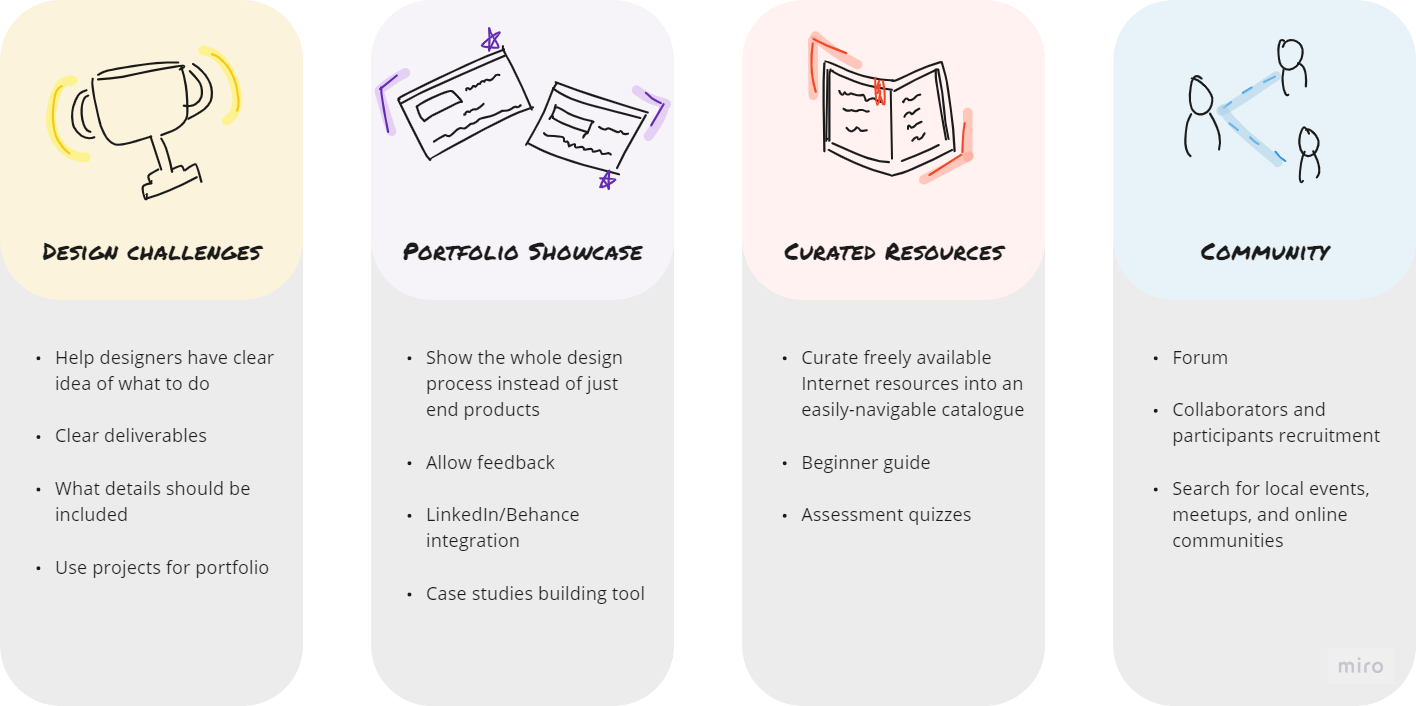 Design challenges
Help designers have clear
idea of what to do
Clear deliverables
What details should be
included
Use projects for portfolio
Portfolio Showcase
Show the whole design
process instead of just
end products
Allow feedback
LinkedIn/Behance
integration
Case studies building tool
Curated Resources
Curate freely available
Internet resources into an
easily-navigable catalogue
Beginner guide
Assessment quizzes
Community
Forum
Collaborators and
participants recruitment
Search for local events,
meetups, and online
communities
miro